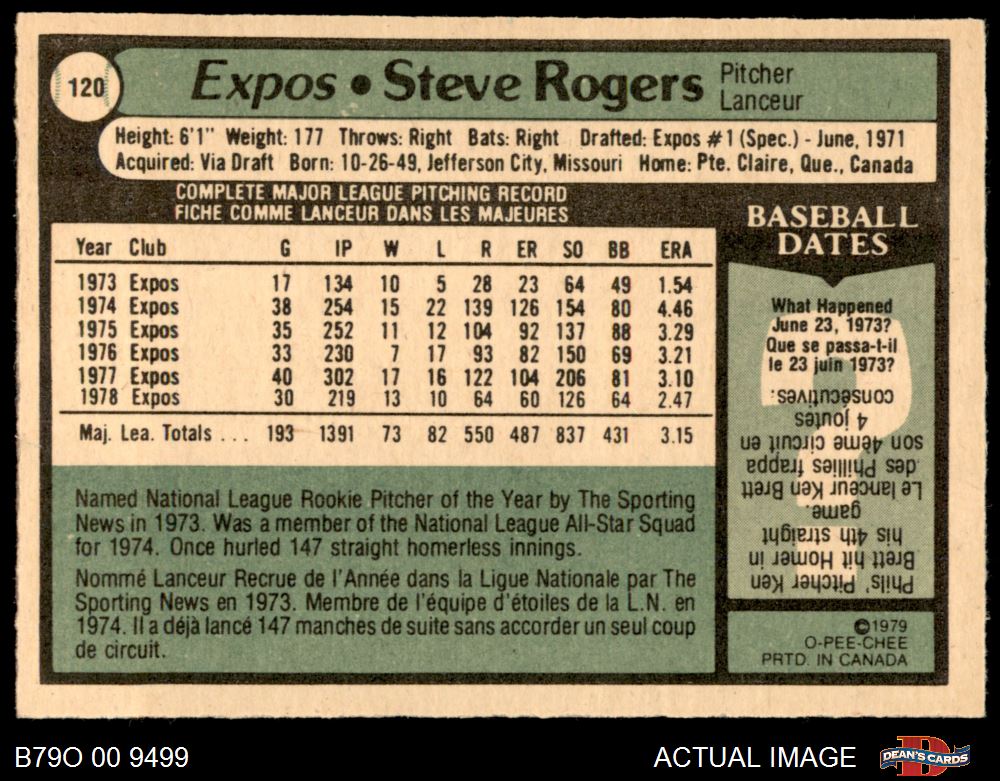 120
Expos • Steve Rogers
Pitcher
Lanceur
Height: 6'1" Weight: 177 Throws: Right Bats: Right Drafted: Expos #1 (Spec.) - June, 1971
Acquired: Via Draft Born: 10-26-49, Jefferson City, Missouri Home: Pte. Claire, Que., Canada
COMPLETE MAJOR LEAGUE PITCHING RECORD
FICHE COMME LANCEUR DANS LES MAJEURES
Year Club G IP W L R ER SO BB ERA
1973 Expos 17 134 10 5 28 23 64 49 1.54
1974 Expos 38 254 15 22 139 126 154 80 4.46
1975 Expos 35 252 11 12 104 92 137 88 3.29
1976 Expos 33 230 7 17 93 82 150 69 3.21
1977 Expos 40 302 17 16 122 104 206 81 3.10
1978 Expos 30 219 13 10 64 60 126 64 2.47
Maj. Lea. Totals ... 193 1391 73 82 550 487 837 431 3.15
Named National League Rookie Pitcher of the Year by The Sporting
News in 1973. Was a member of the National League All-Star Squad
for 1974. Once hurled 147 straight homerless innings.
Nommé Lanceur Recrue de l'Année dans la Ligue Nationale par The
Sporting News en 1973. Membre de l'équipe d'étoiles de la L.N. en
1974. Il a déjà lancé 147 manches de suite sans accorder un seul coup
de circuit.
BASEBALL
DATES
What Happened
June 23, 1973?
Que se passa-t-il
le 23 juin 1973?
Phils' Pitcher Ken
Brett hit Homer in
his 4th straight
game.
Le lanceur Ken Brett
des Phillies frappa
son 4ème circuit en
4 joutes
consécutives.
©1979
O-PEE-CHEE
PRTD. IN CANADA
B79O 00 9499
ACTUAL IMAGE
DEAN'S CARDS